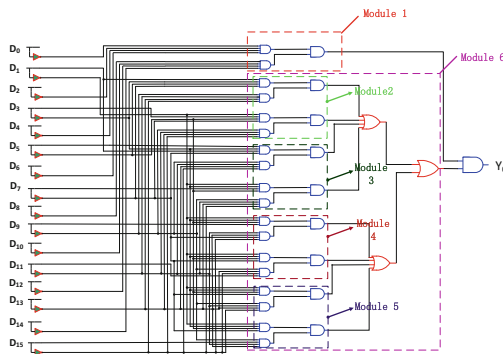 Module 1
D0
D1
D2
D3
D4
D5
D6
D7
D8
D9
D10
D11
D12
D13
D14
D15
Module 6
Module2
Module
3
Module
4
Module 5